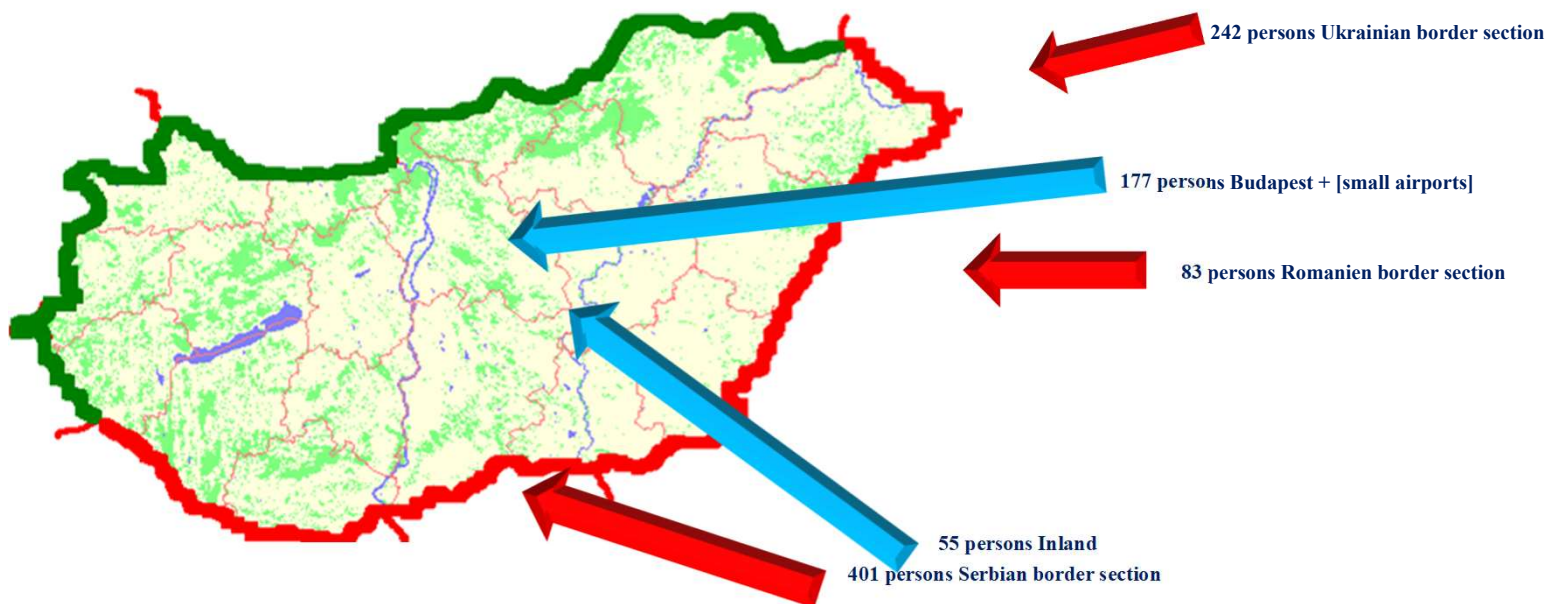 242 persons Ukrainian border section
177 persons Budapest + [small airports]
83 persons Romanien border section
55 persons Inland
401 persons Serbian border section